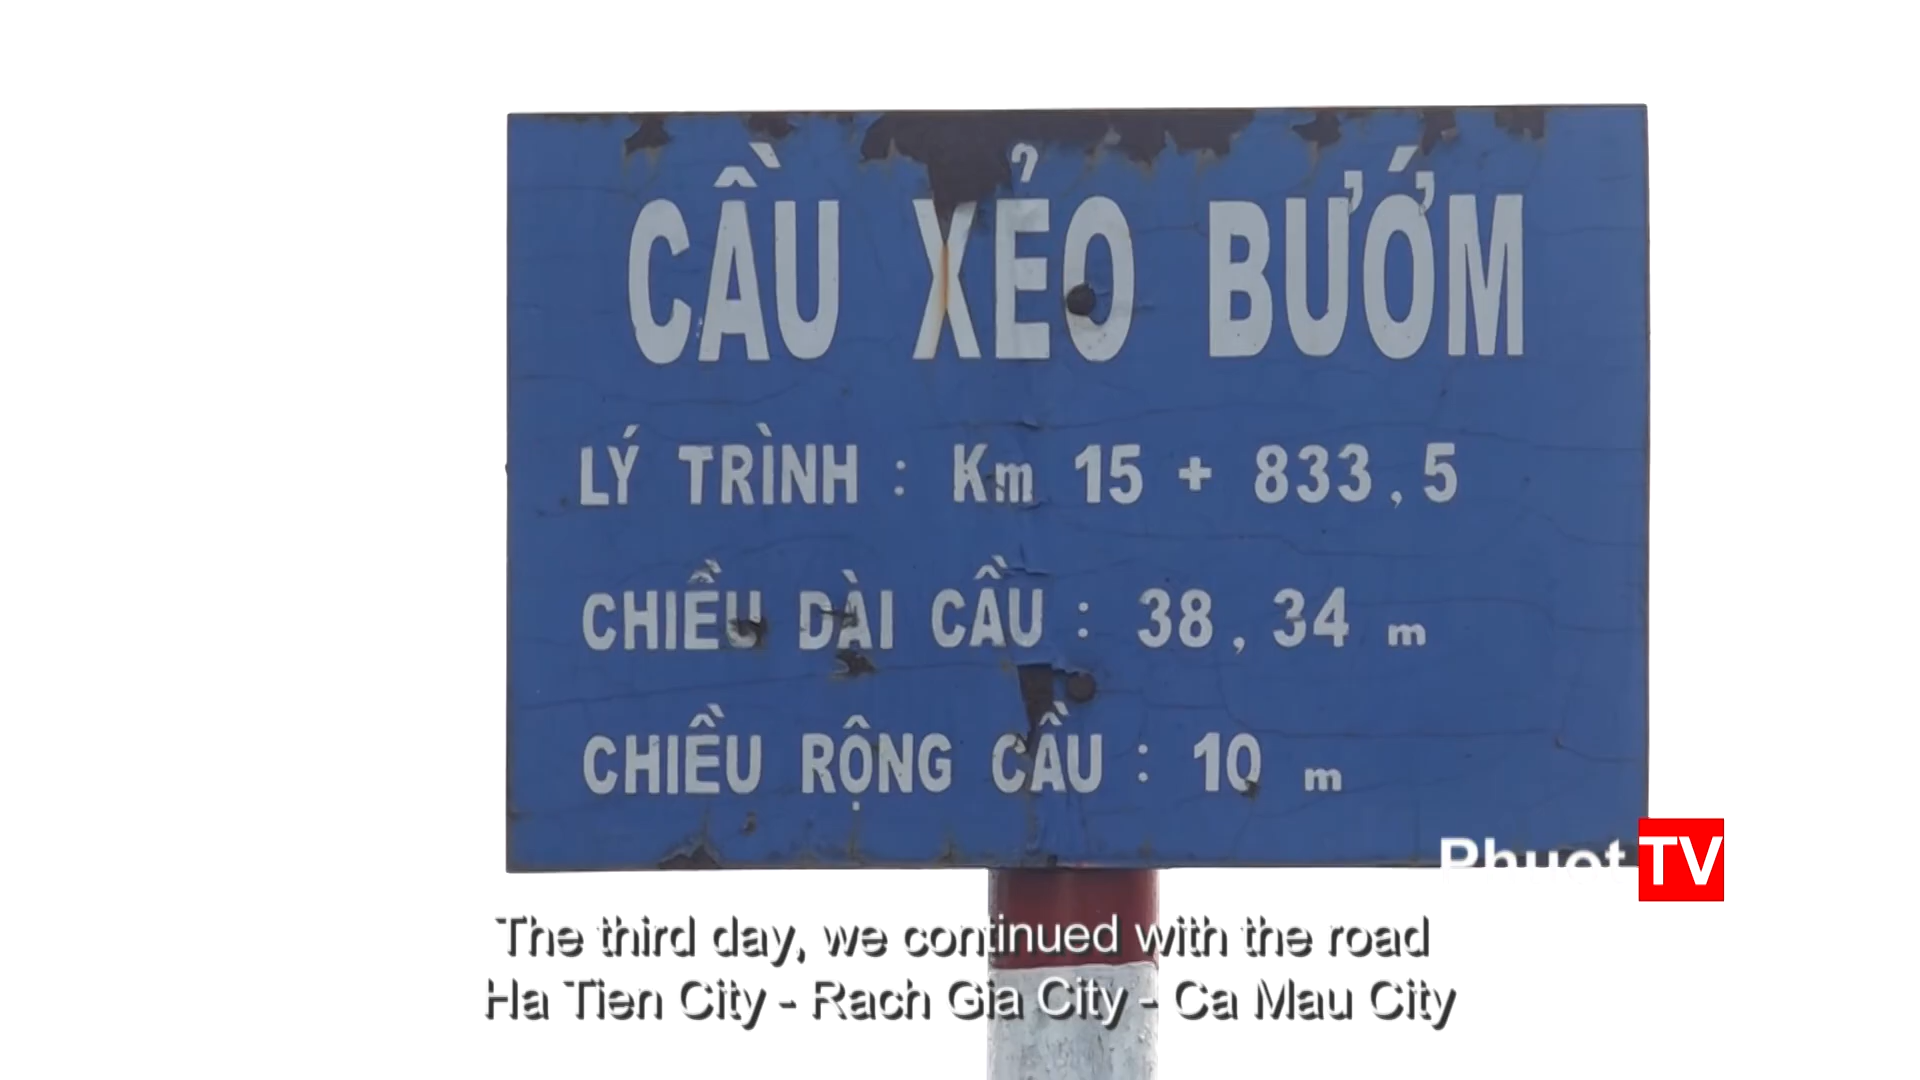 CẦU XẺO BƯỚM
LÝ TRÌNH : Km 15 + 833,5
CHIỀU DÀI CẦU : 38,34 m
CHIỀU RỘNG CẦU : 10 m
Phuot TV
The third day, we continued with the road
Ha Tien City - Rach Gia City - Ca Mau City